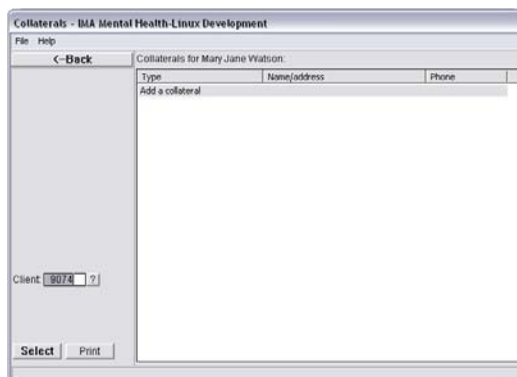 Collaterals - IMA Mental Health-Linux Development
File Help
<-Back Collaterals for Mary Jane Watson:
Type Name/address Phone
Add a collateral
Client: 9074 ?
Select Print